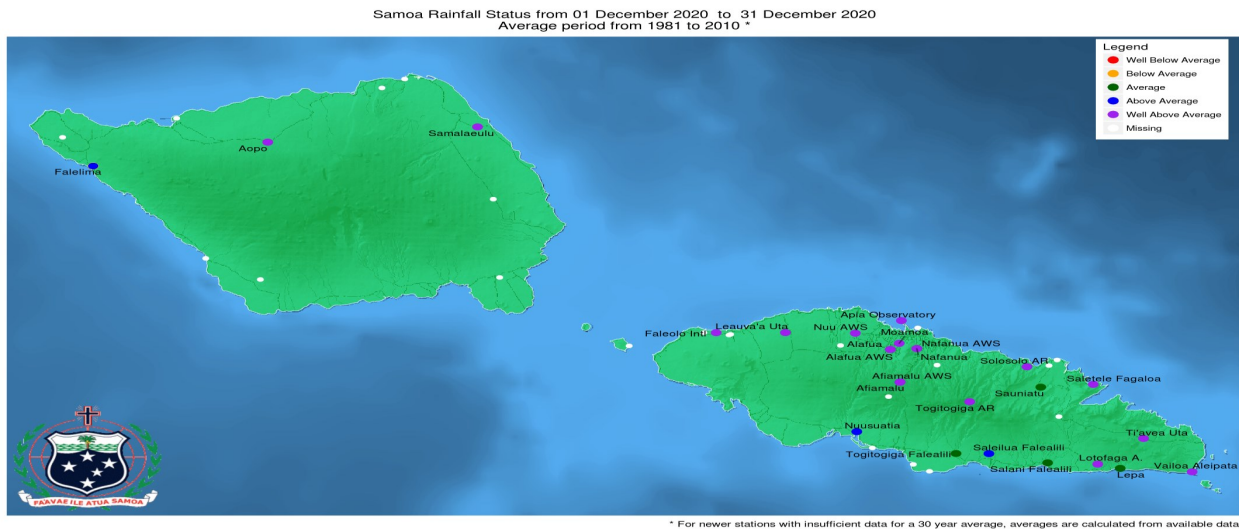 Samoa Rainfall Status from 01 December 2020 to 31 December 2020
Average period from 1981 to 2010 *
Legend
Well Below Average
Below Average
Average
Above Average
Well Above Average
Missing
Samalaeulu
Aopo
Falelima
Apia Observatory
Faleolo Intl
Leauva'a Uta
Nuu AWS
Moamoa
Alafua
Nafanua AWS
Alafua AWS
Nafanua
Solosolo AR
Afiamalu AWS
Afiamalu
Saletele Fagaloa
Sauniatu
Togitogiga AR
Nuusuatia
Ti'avea Uta
Togitogiga Falealili
Saleilua Falealili
Salani Falealili
Lotofaga A.
Lepa
Vailoa Aleipata
FAAVAE ILE ATUA SAMOA
* For newer stations with insufficient data for a 30 year average, averages are calculated from available data